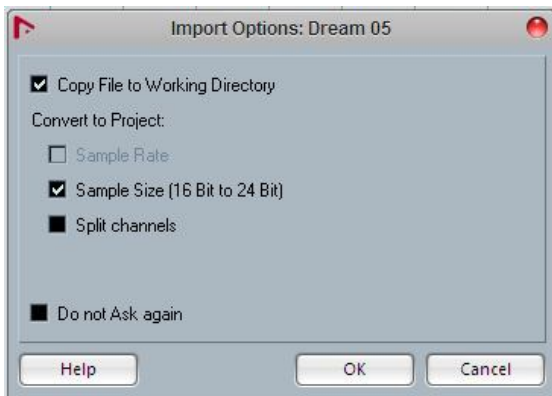 Import Options: Dream 05
Copy File to Working Directory
Convert to Project:
Sample Rate
Sample Size (16 Bit to 24 Bit)
Split channels
Do not Ask again
Help
OK
Cancel